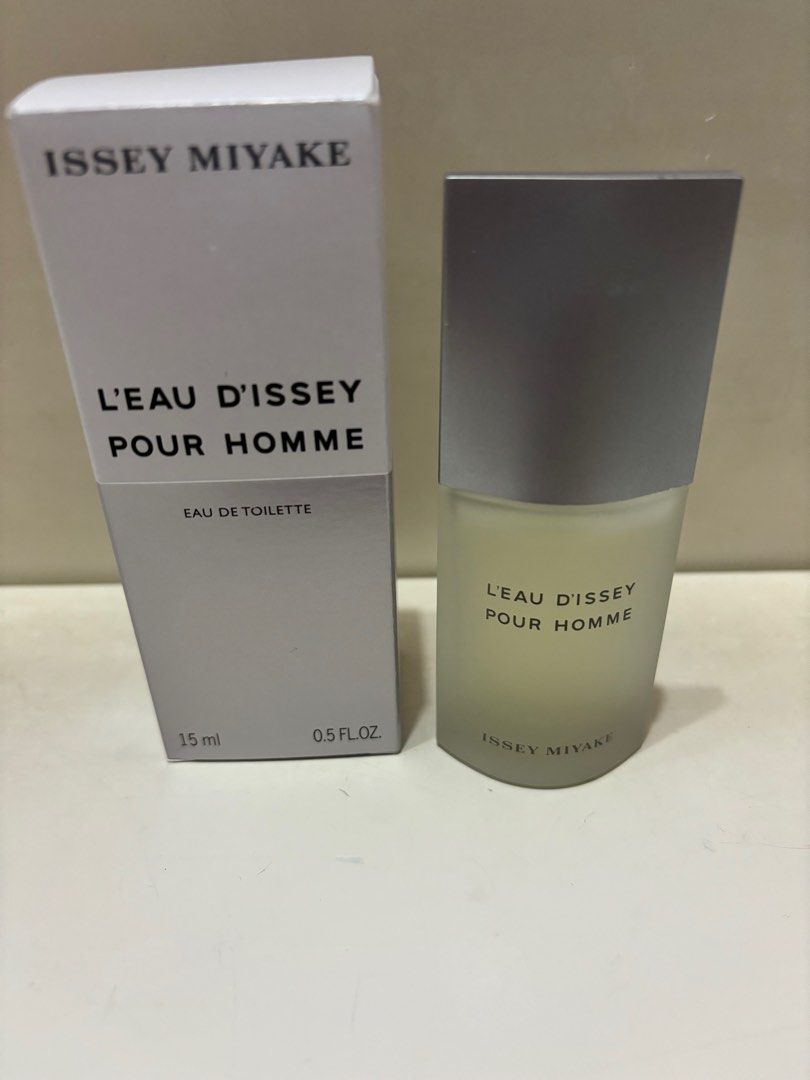 ISSEY MIYAKE
L'EAU D'ISSEY
POUR HOMME
EAU DE TOILETTE
15 ml 0.5 FL.OZ.
L'EAU D'ISSEY
POUR HOMME
ISSEY MIYAKE